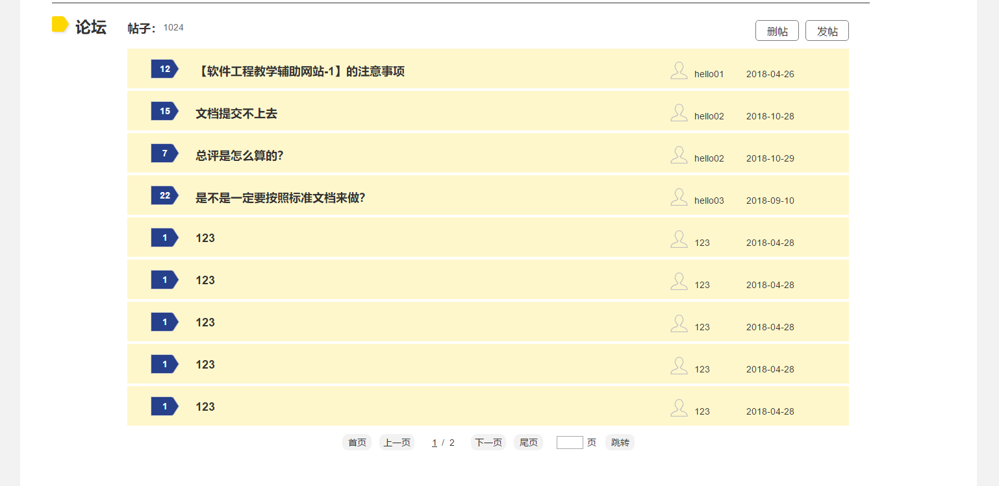 论坛 帖子： 1024 删帖 发帖
12 【软件工程教学辅助网站-1】的注意事项 hello01 2018-04-26
15 文档提交不上去 hello02 2018-10-28
7 总评是怎么算的? hello02 2018-10-29
22 是不是一定要按照标准文档来做? hello03 2018-09-10
1 123 123 2018-04-28
1 123 123 2018-04-28
1 123 123 2018-04-28
1 123 123 2018-04-28
1 123 123 2018-04-28
首页 上一页 1 / 2 下一页 尾页 页 跳转